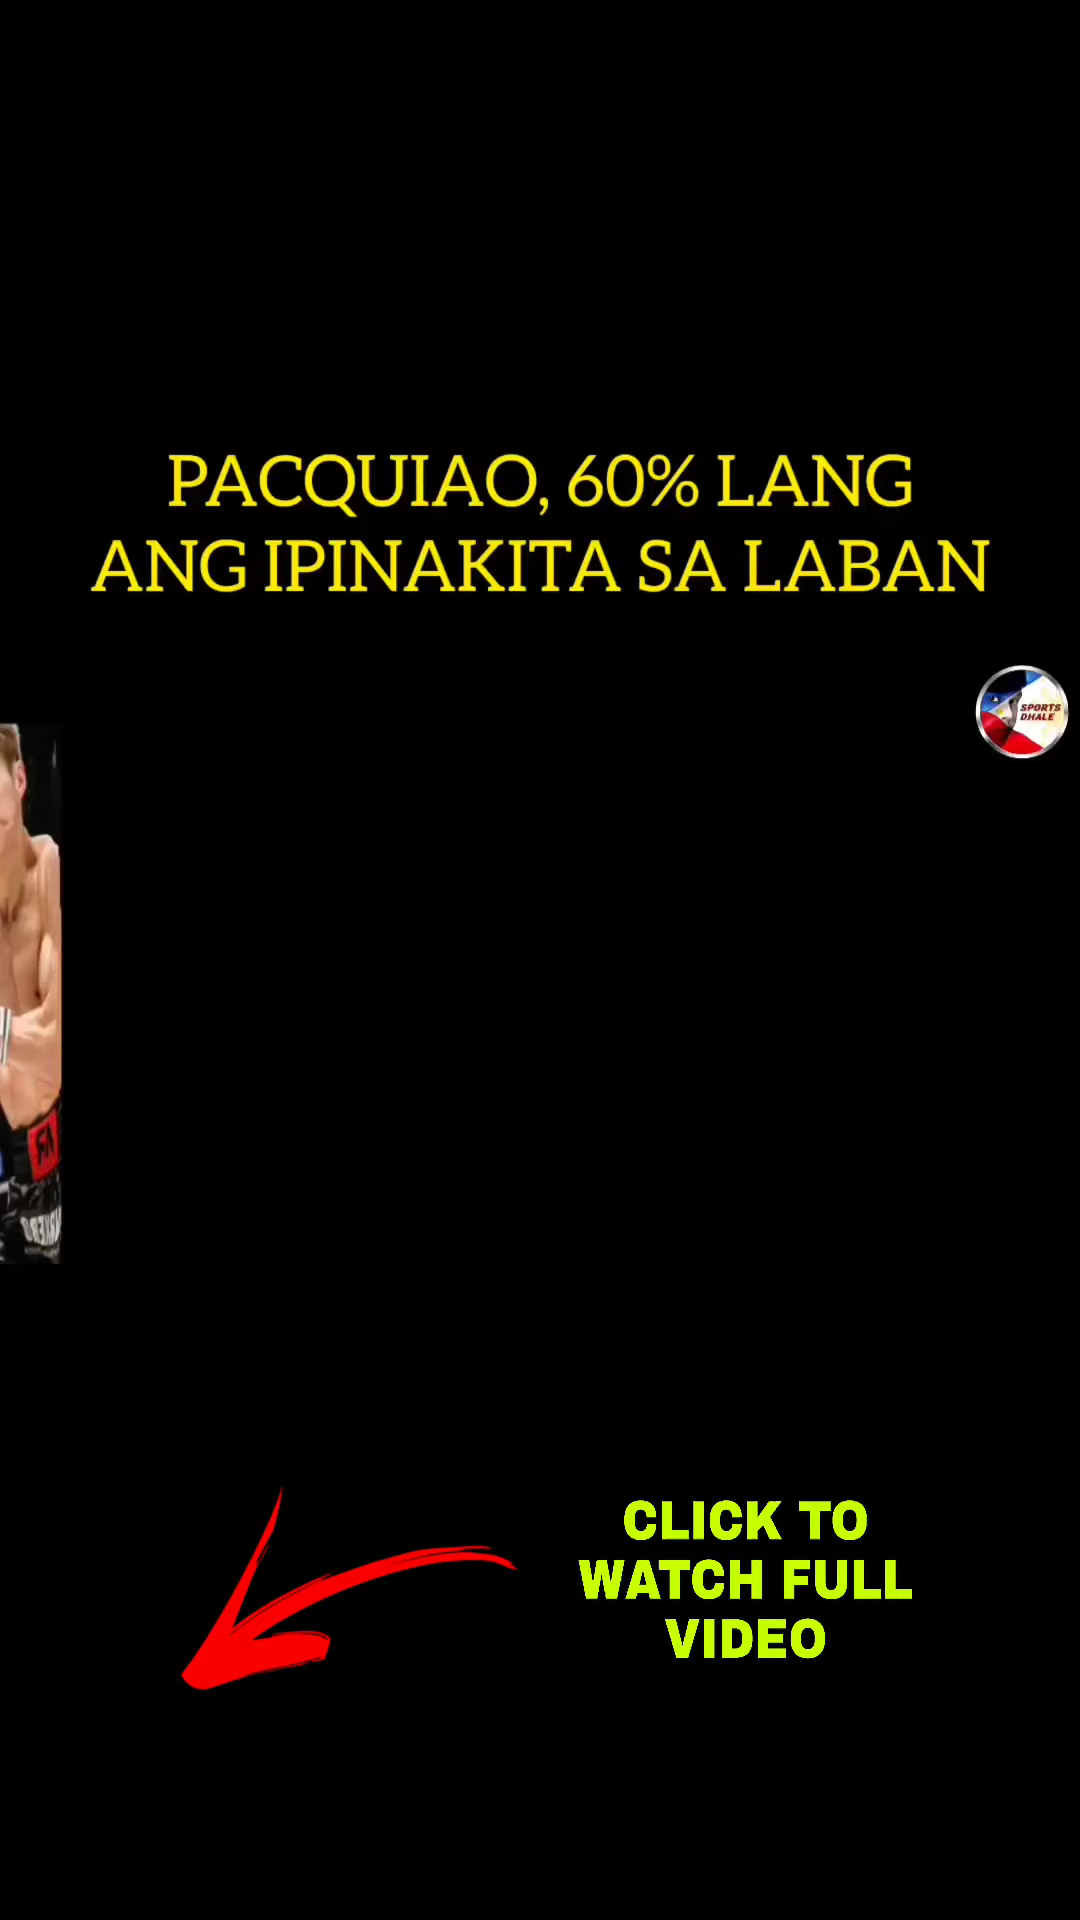 PACQUIAO, 60% LANG
ANG IPINAKITA SA LABAN
SPORTS
DHALE
CLICK TO
WATCH FULL
VIDEO